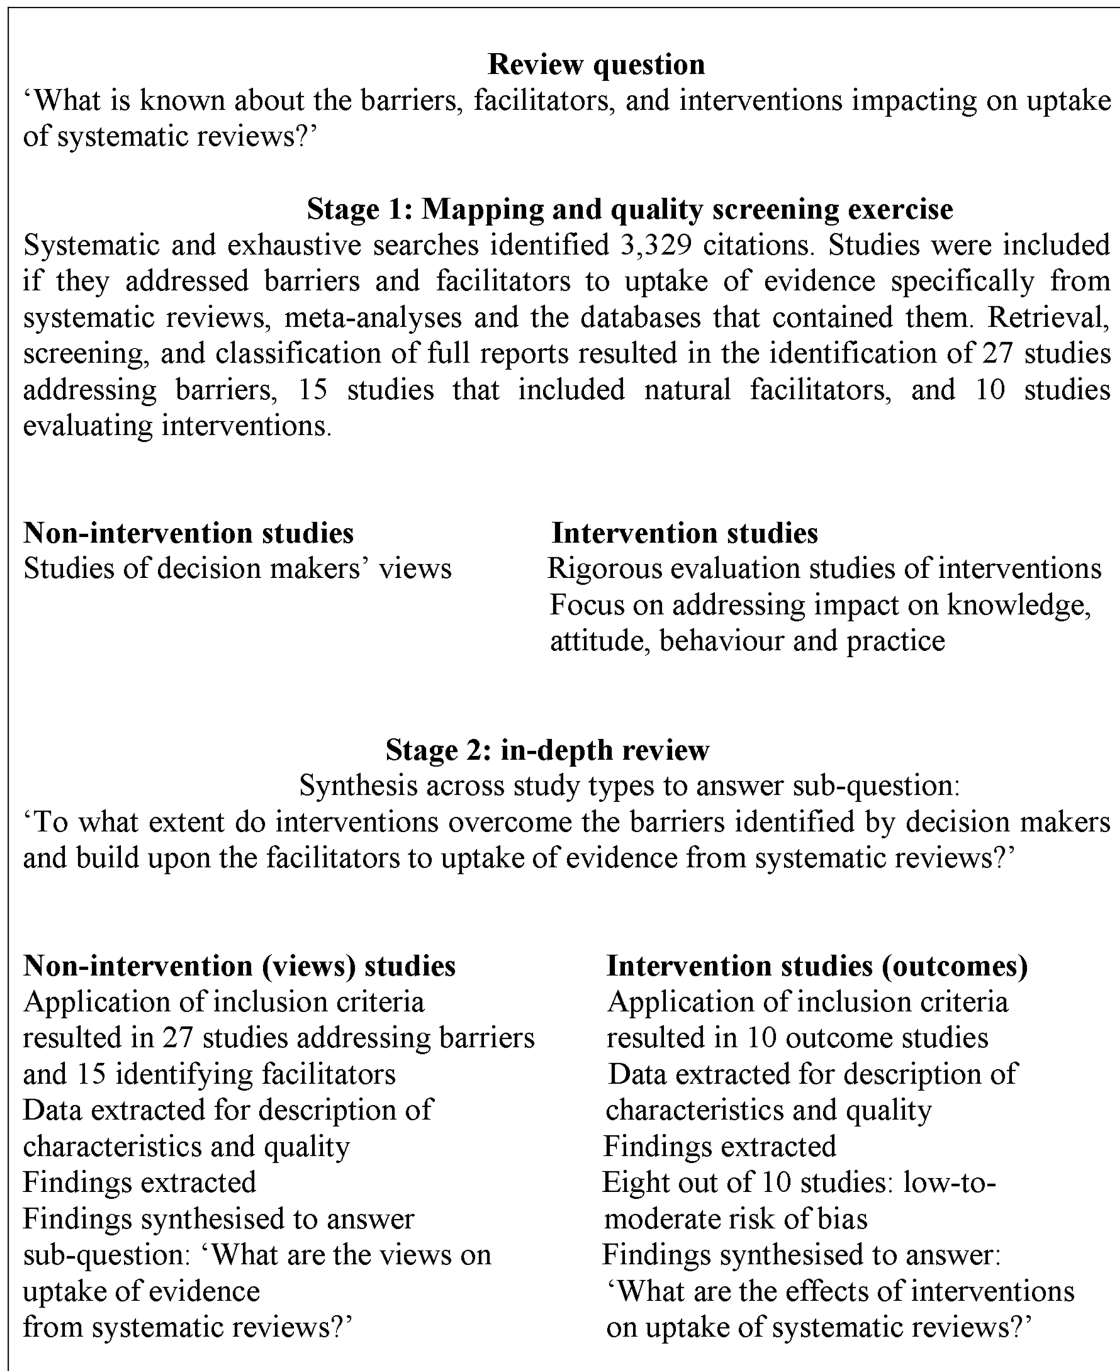 Review question
‘What is known about the barriers, facilitators, and interventions impacting on uptake
of systematic reviews?’
Stage 1: Mapping and quality screening exercise
Systematic and exhaustive searches identified 3,329 citations. Studies were included
if they addressed barriers and facilitators to uptake of evidence specifically from
systematic reviews, meta-analyses and the databases that contained them. Retrieval,
screening, and classification of full reports resulted in the identification of 27 studies
addressing barriers, 15 studies that included natural facilitators, and 10 studies
evaluating interventions.
Non-intervention studies
Studies of decision makers’ views
Intervention studies
Rigorous evaluation studies of interventions
Focus on addressing impact on knowledge,
attitude, behaviour and practice
Stage 2: in-depth review
Synthesis across study types to answer sub-question:
‘To what extent do interventions overcome the barriers identified by decision makers
and build upon the facilitators to uptake of evidence from systematic reviews?’
Non-intervention (views) studies
Application of inclusion criteria
resulted in 27 studies addressing barriers
and 15 identifying facilitators
Data extracted for description of
characteristics and quality
Findings extracted
Findings synthesised to answer
sub-question: ‘What are the views on
uptake of evidence
from systematic reviews?’
Intervention studies (outcomes)
Application of inclusion criteria
resulted in 10 outcome studies
Data extracted for description of
characteristics and quality
Findings extracted
Eight out of 10 studies: low-to-
moderate risk of bias
Findings synthesised to answer:
‘What are the effects of interventions
on uptake of systematic reviews?’